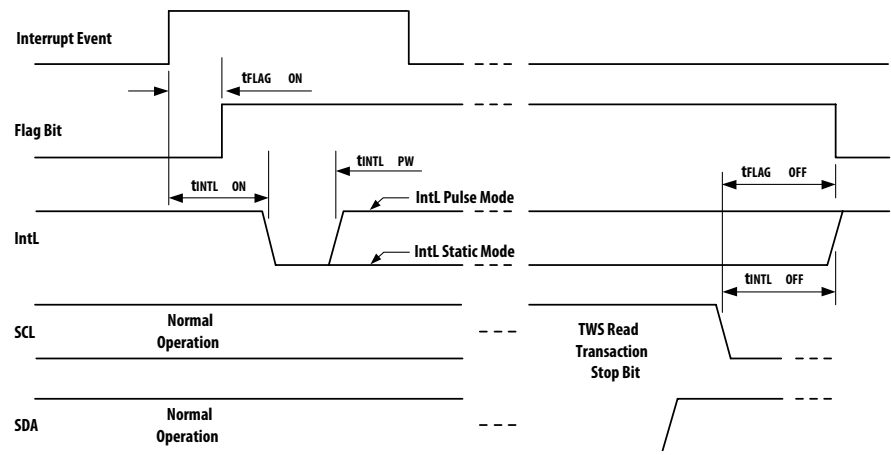 Interrupt Event
tFLAG ON
Flag Bit
tINTL PW
tINTL ON
tFLAG OFF
IntL Pulse Mode
IntL
IntL Static Mode
tINTL OFF
SCL
Normal
Operation
TWS Read
Transaction
Stop Bit
SDA
Normal
Operation